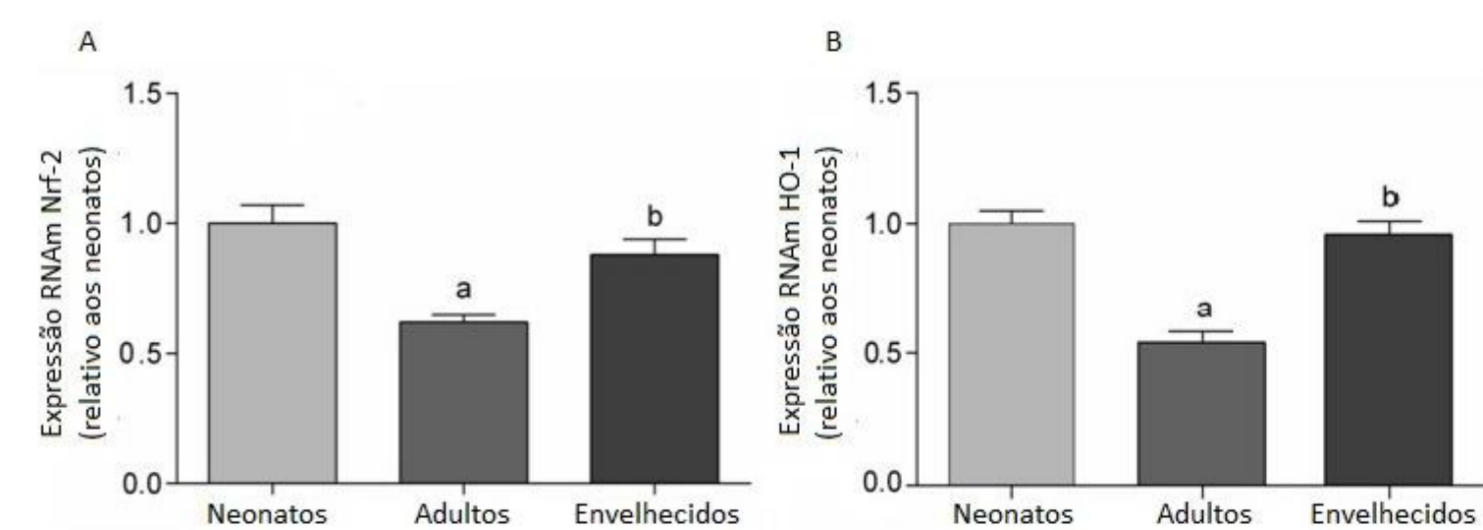 A
Expressão RNAm Nrf-2
(relativo aos neonatos)
1.5
1.0
0.5
0.0
a
b
Neonatos
Adultos
Envelhecidos
B
Expressão RNAm HO-1
(relativo aos neonatos)
1.5
1.0
0.5
0.0
a
b
Neonatos
Adultos
Envelhecidos